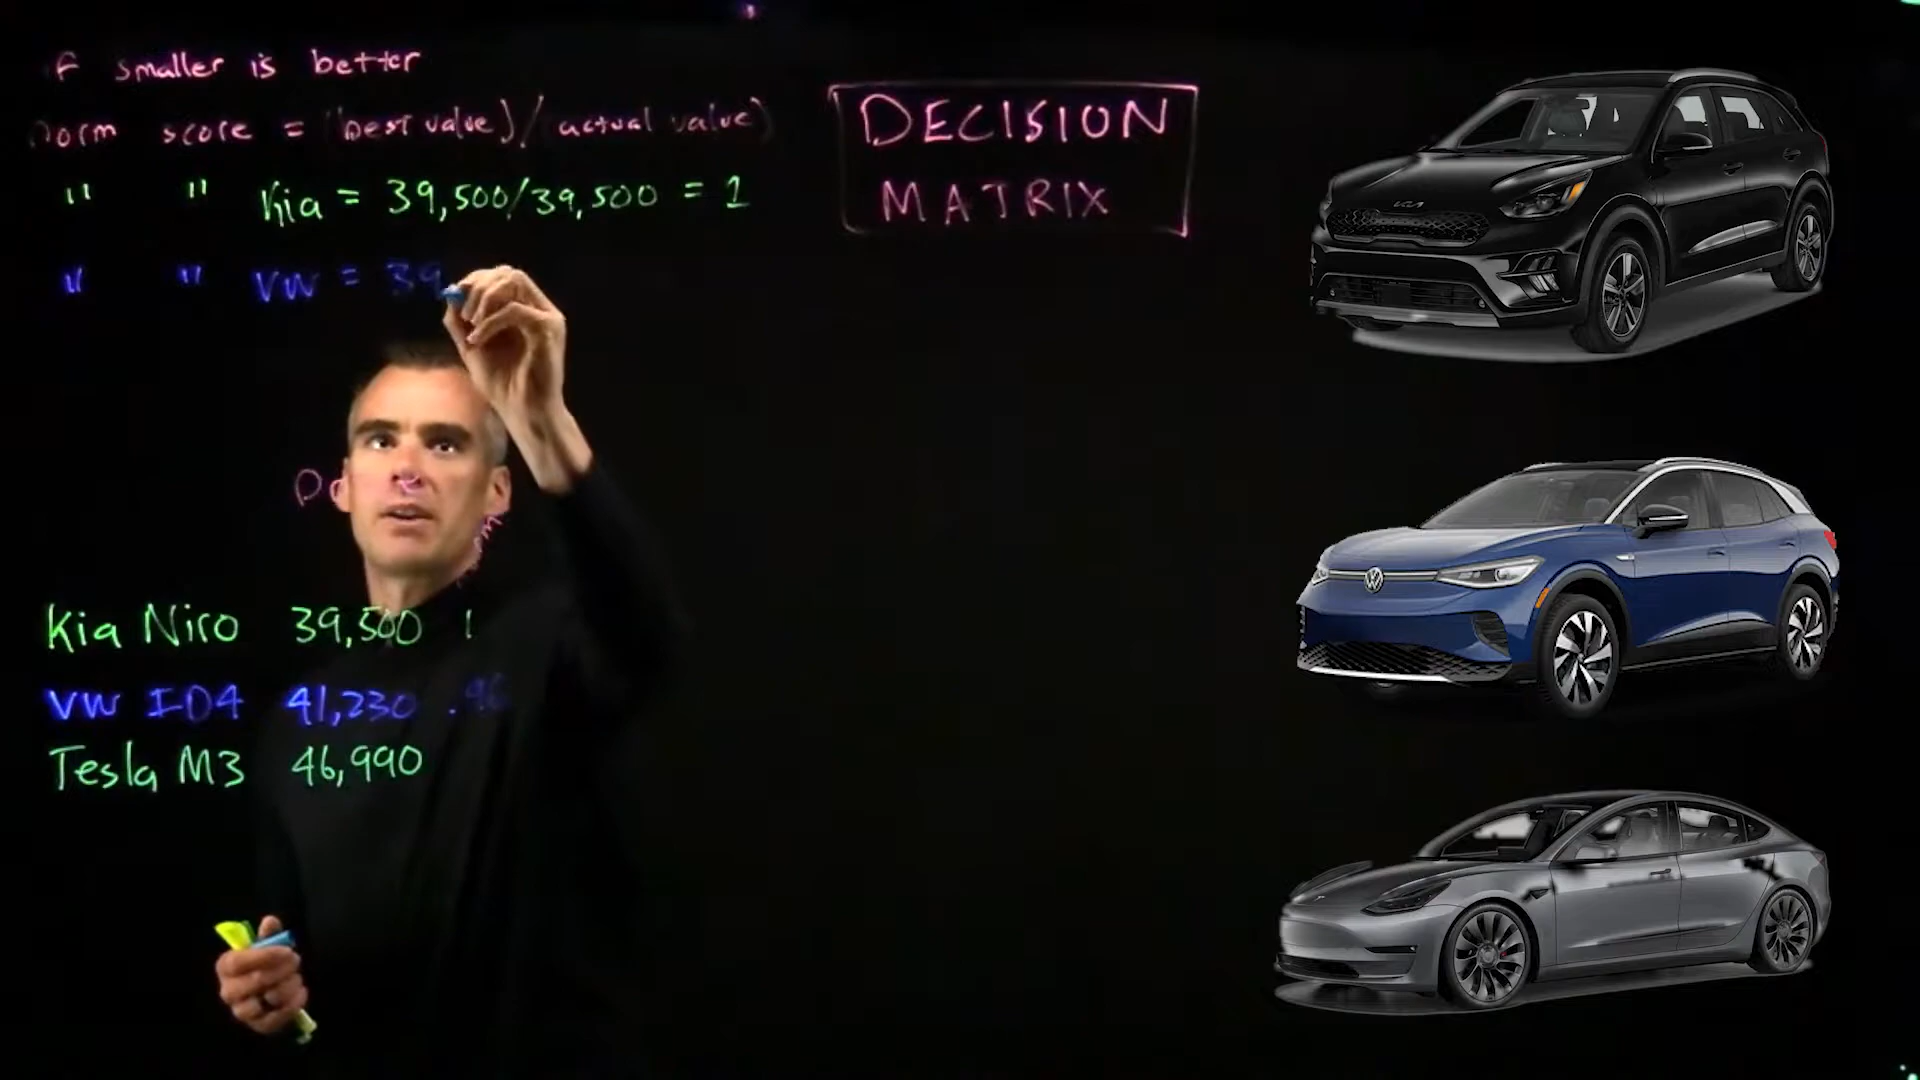 f smaller is better
norm score = (best value)/(actual value)
" " Kia = 39,500/39,500 = 1
" " VW = 39
DECISION
MATRIX
Kia Niro 39,500 1
VW ID4 41,230 .96
Tesla M3 46,990